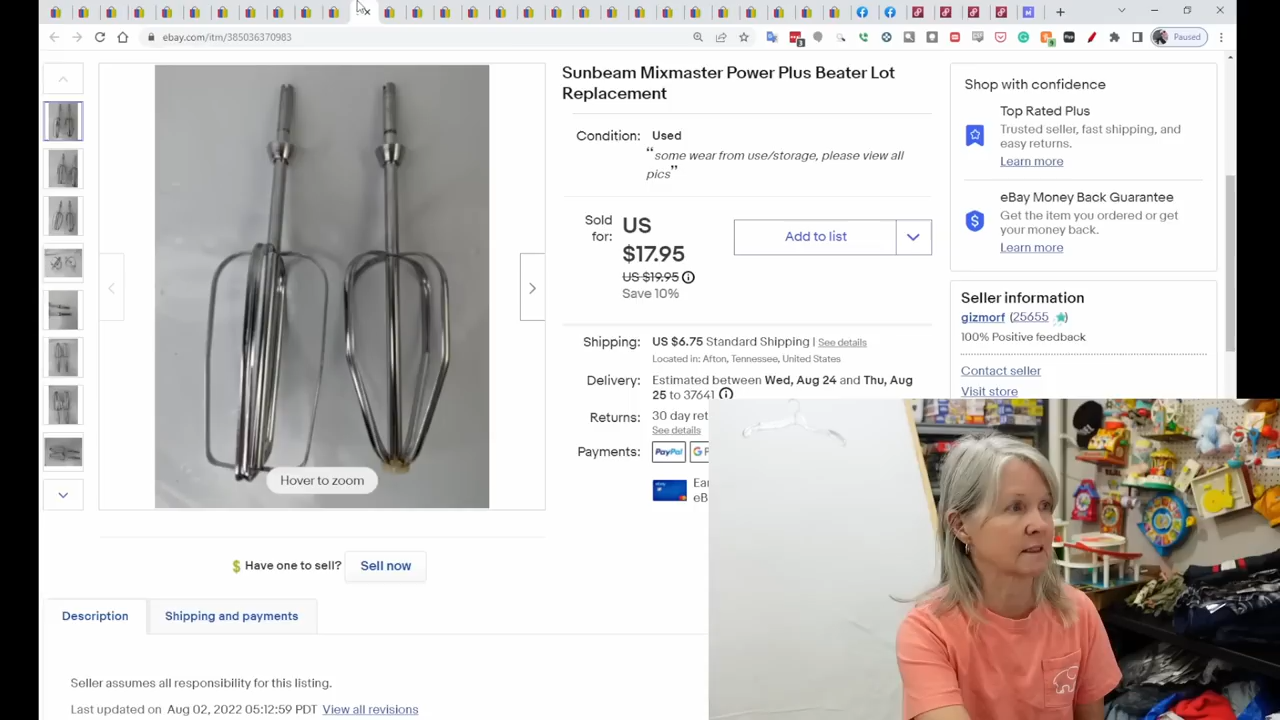 ebay.com/itm/385036370983
Paused
Sunbeam Mixmaster Power Plus Beater Lot
Replacement
Condition: Used
"some wear from use/storage, please view all
pics"
Sold for: US $17.95
US $19.95
Save 10%
Add to list
Shipping: US $6.75 Standard Shipping | See details
Located in: Afton, Tennessee, United States
Delivery: Estimated between Wed, Aug 24 and Thu, Aug
25 to 37641
Returns: 30 day ret
See details
Payments: PayPal G
Ear
eB
Hover to zoom
Have one to sell? Sell now
Description Shipping and payments
Seller assumes all responsibility for this listing.
Last updated on Aug 02, 2022 05:12:59 PDT View all revisions
Shop with confidence
Top Rated Plus
Trusted seller, fast shipping, and
easy returns.
Learn more
eBay Money Back Guarantee
Get the item you ordered or get
your money back.
Learn more
Seller information
gizmorf (25655)
100% Positive feedback
Contact seller
Visit store